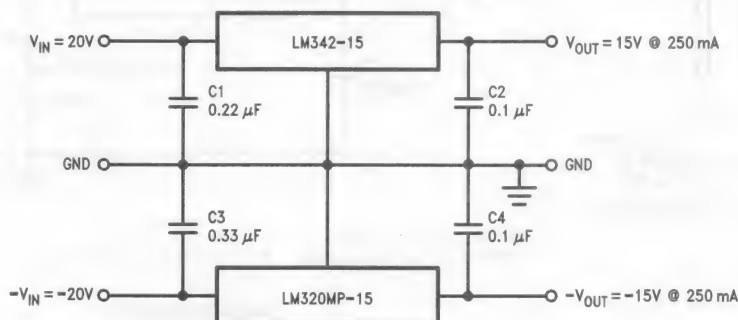 V_IN = 20V
LM342-15
V_OUT = 15V @ 250 mA
C1
0.22 μF
C2
0.1 μF
GND
GND
C3
0.33 μF
C4
0.1 μF
−V_IN = −20V
LM320MP-15
−V_OUT = −15V @ 250 mA